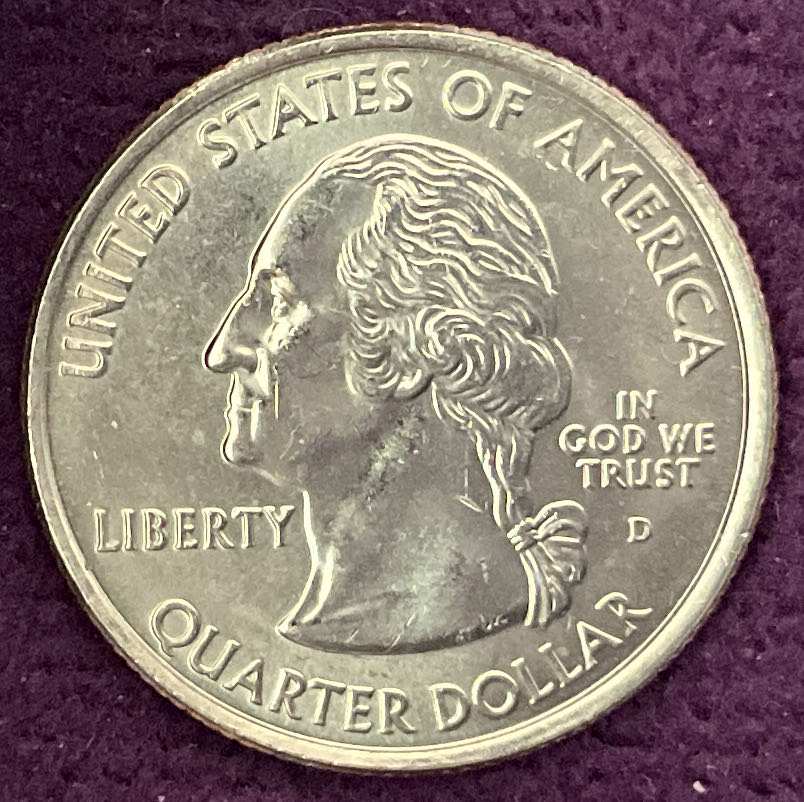 UNITED STATES OF AMERICA
IN
GOD WE
TRUST
LIBERTY
D
QUARTER DOLLAR